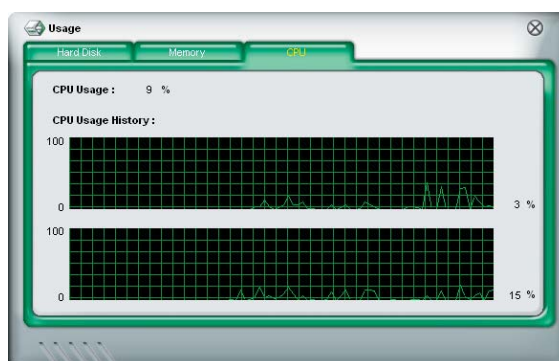 Usage
Hard Disk Memory CPU
CPU Usage : 9 %
CPU Usage History :
100
0 3 %
100
0 15 %